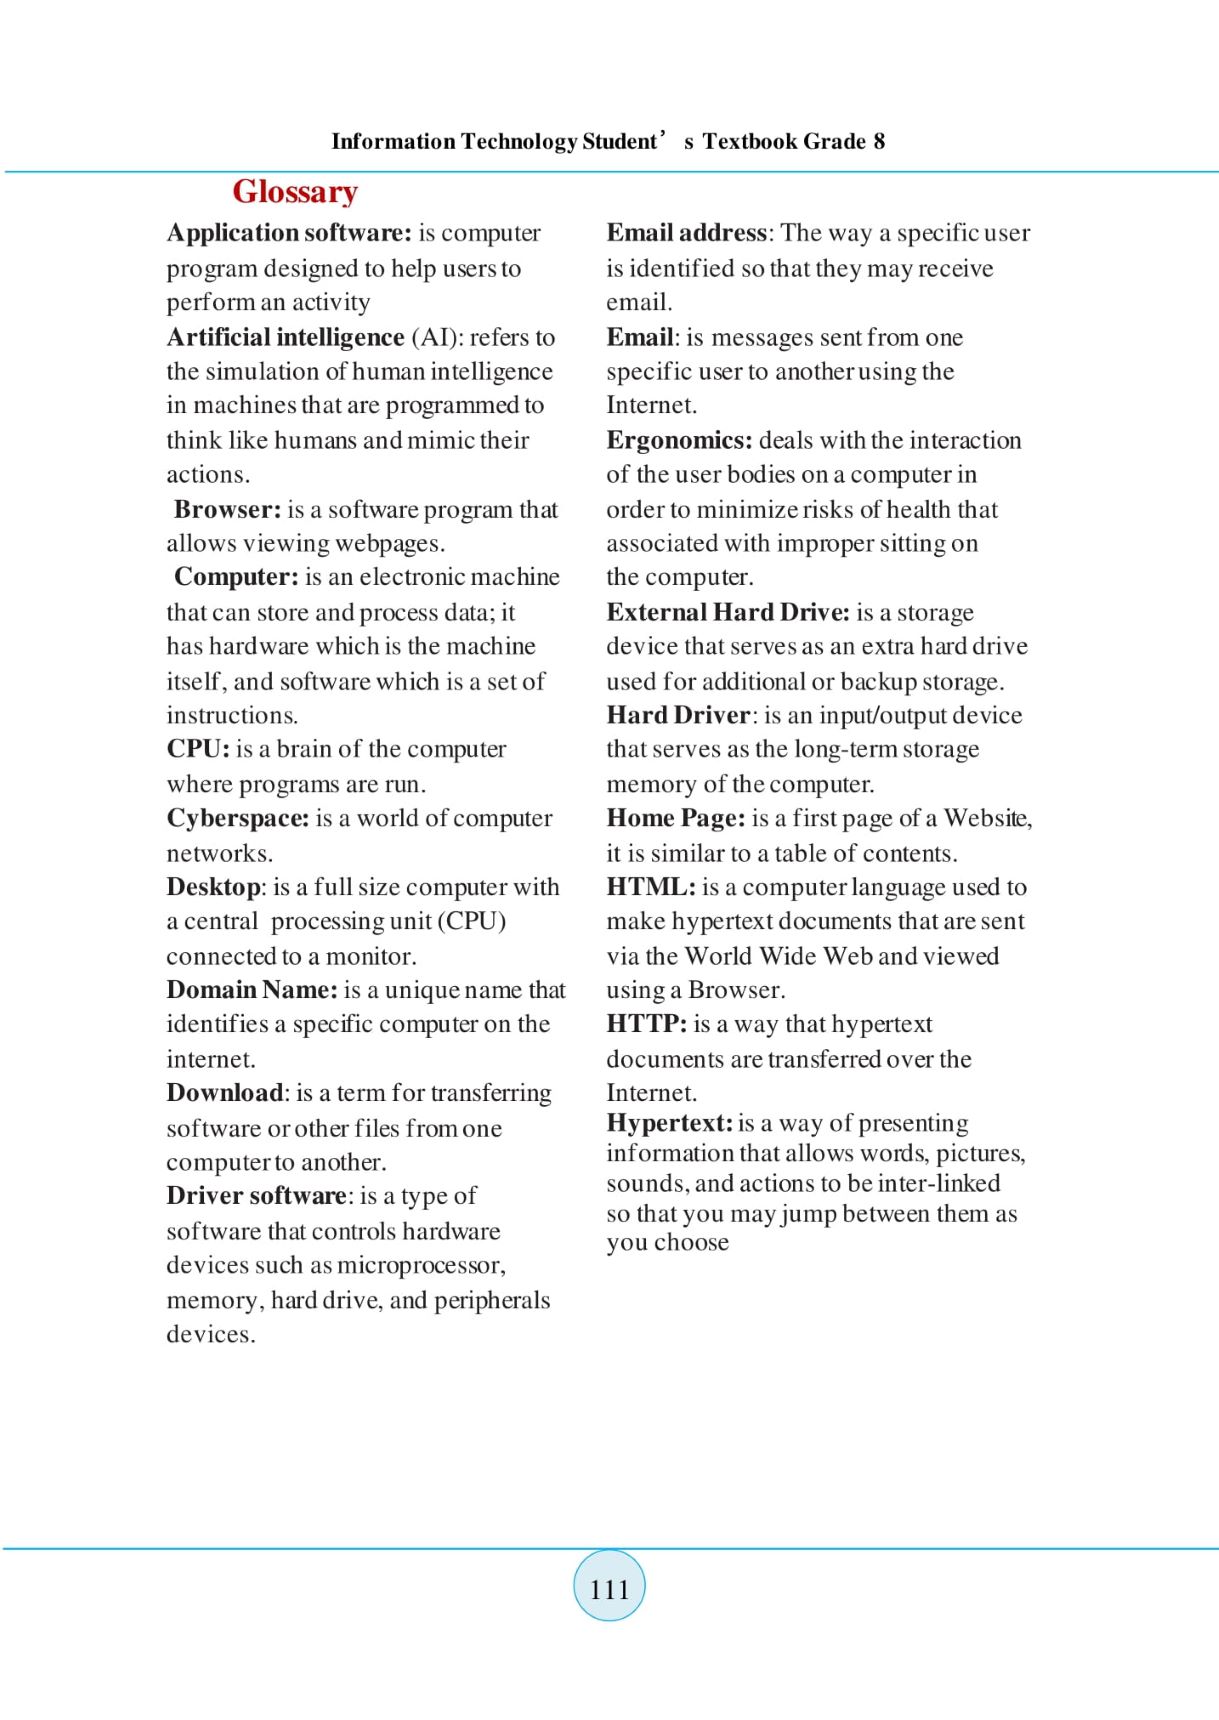 Information Technology Student’s Textbook Grade 8
Glossary
Application software: is computer
program designed to help users to
perform an activity
Artificial intelligence (AI): refers to
the simulation of human intelligence
in machines that are programmed to
think like humans and mimic their
actions.
Browser: is a software program that
allows viewing webpages.
Computer: is an electronic machine
that can store and process data; it
has hardware which is the machine
itself, and software which is a set of
instructions.
CPU: is a brain of the computer
where programs are run.
Cyberspace: is a world of computer
networks.
Desktop: is a full size computer with
a central processing unit (CPU)
connected to a monitor.
Domain Name: is a unique name that
identifies a specific computer on the
internet.
Download: is a term for transferring
software or other files from one
computer to another.
Driver software: is a type of
software that controls hardware
devices such as microprocessor,
memory, hard drive, and peripherals
devices.
Email address: The way a specific user
is identified so that they may receive
email.
Email: is messages sent from one
specific user to another using the
Internet.
Ergonomics: deals with the interaction
of the user bodies on a computer in
order to minimize risks of health that
associated with improper sitting on
the computer.
External Hard Drive: is a storage
device that serves as an extra hard drive
used for additional or backup storage.
Hard Driver: is an input/output device
that serves as the long-term storage
memory of the computer.
Home Page: is a first page of a Website,
it is similar to a table of contents.
HTML: is a computer language used to
make hypertext documents that are sent
via the World Wide Web and viewed
using a Browser.
HTTP: is a way that hypertext
documents are transferred over the
Internet.
Hypertext: is a way of presenting
information that allows words, pictures,
sounds, and actions to be inter-linked
so that you may jump between them as
you choose
111